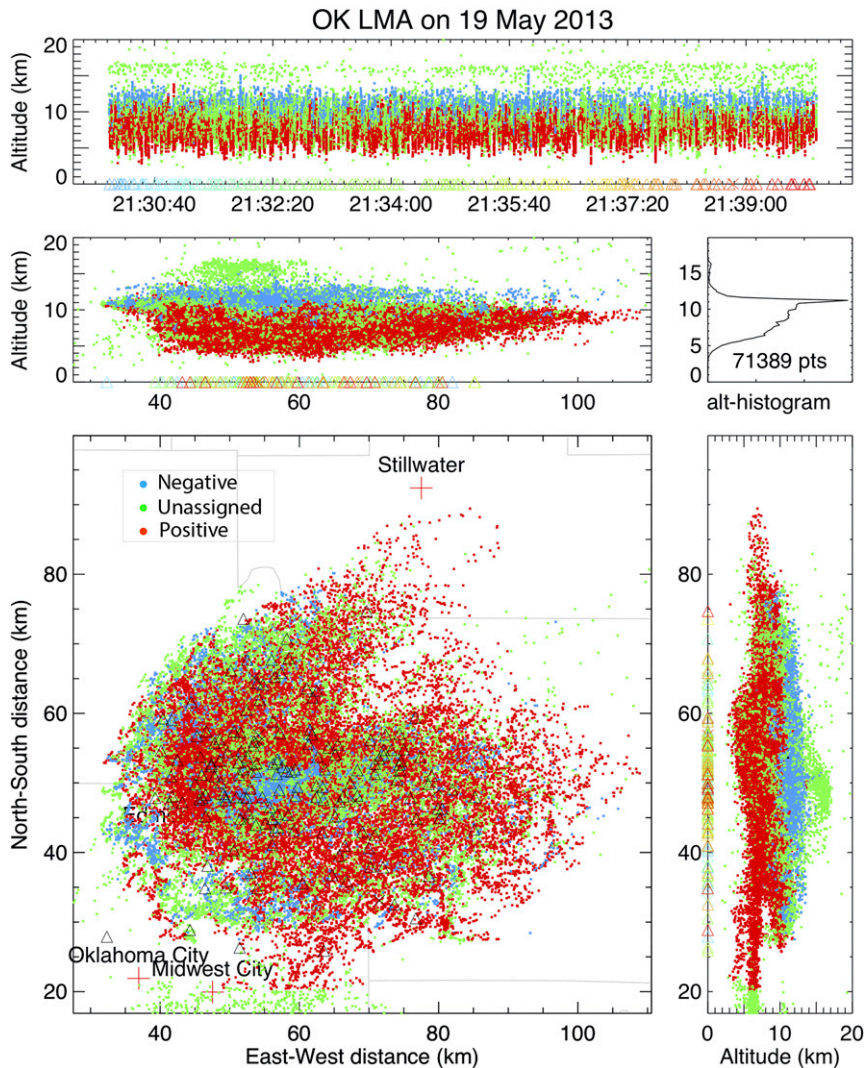 OK LMA on 19 May 2013
20
10
0
Altitude (km)
21:30:40 21:32:20 21:34:00 21:35:40 21:37:20 21:39:00
20
10
0
Altitude (km)
40 60 80 100
15
10
5
0
71389 pts
alt-histogram
Stillwater
Negative
Unassigned
Positive
80
60
40
20
North-South distance (km)
Oklahoma City
Midwest City
40 60 80 100
East-West distance (km)
80
60
40
20
0 10 20
Altitude (km)